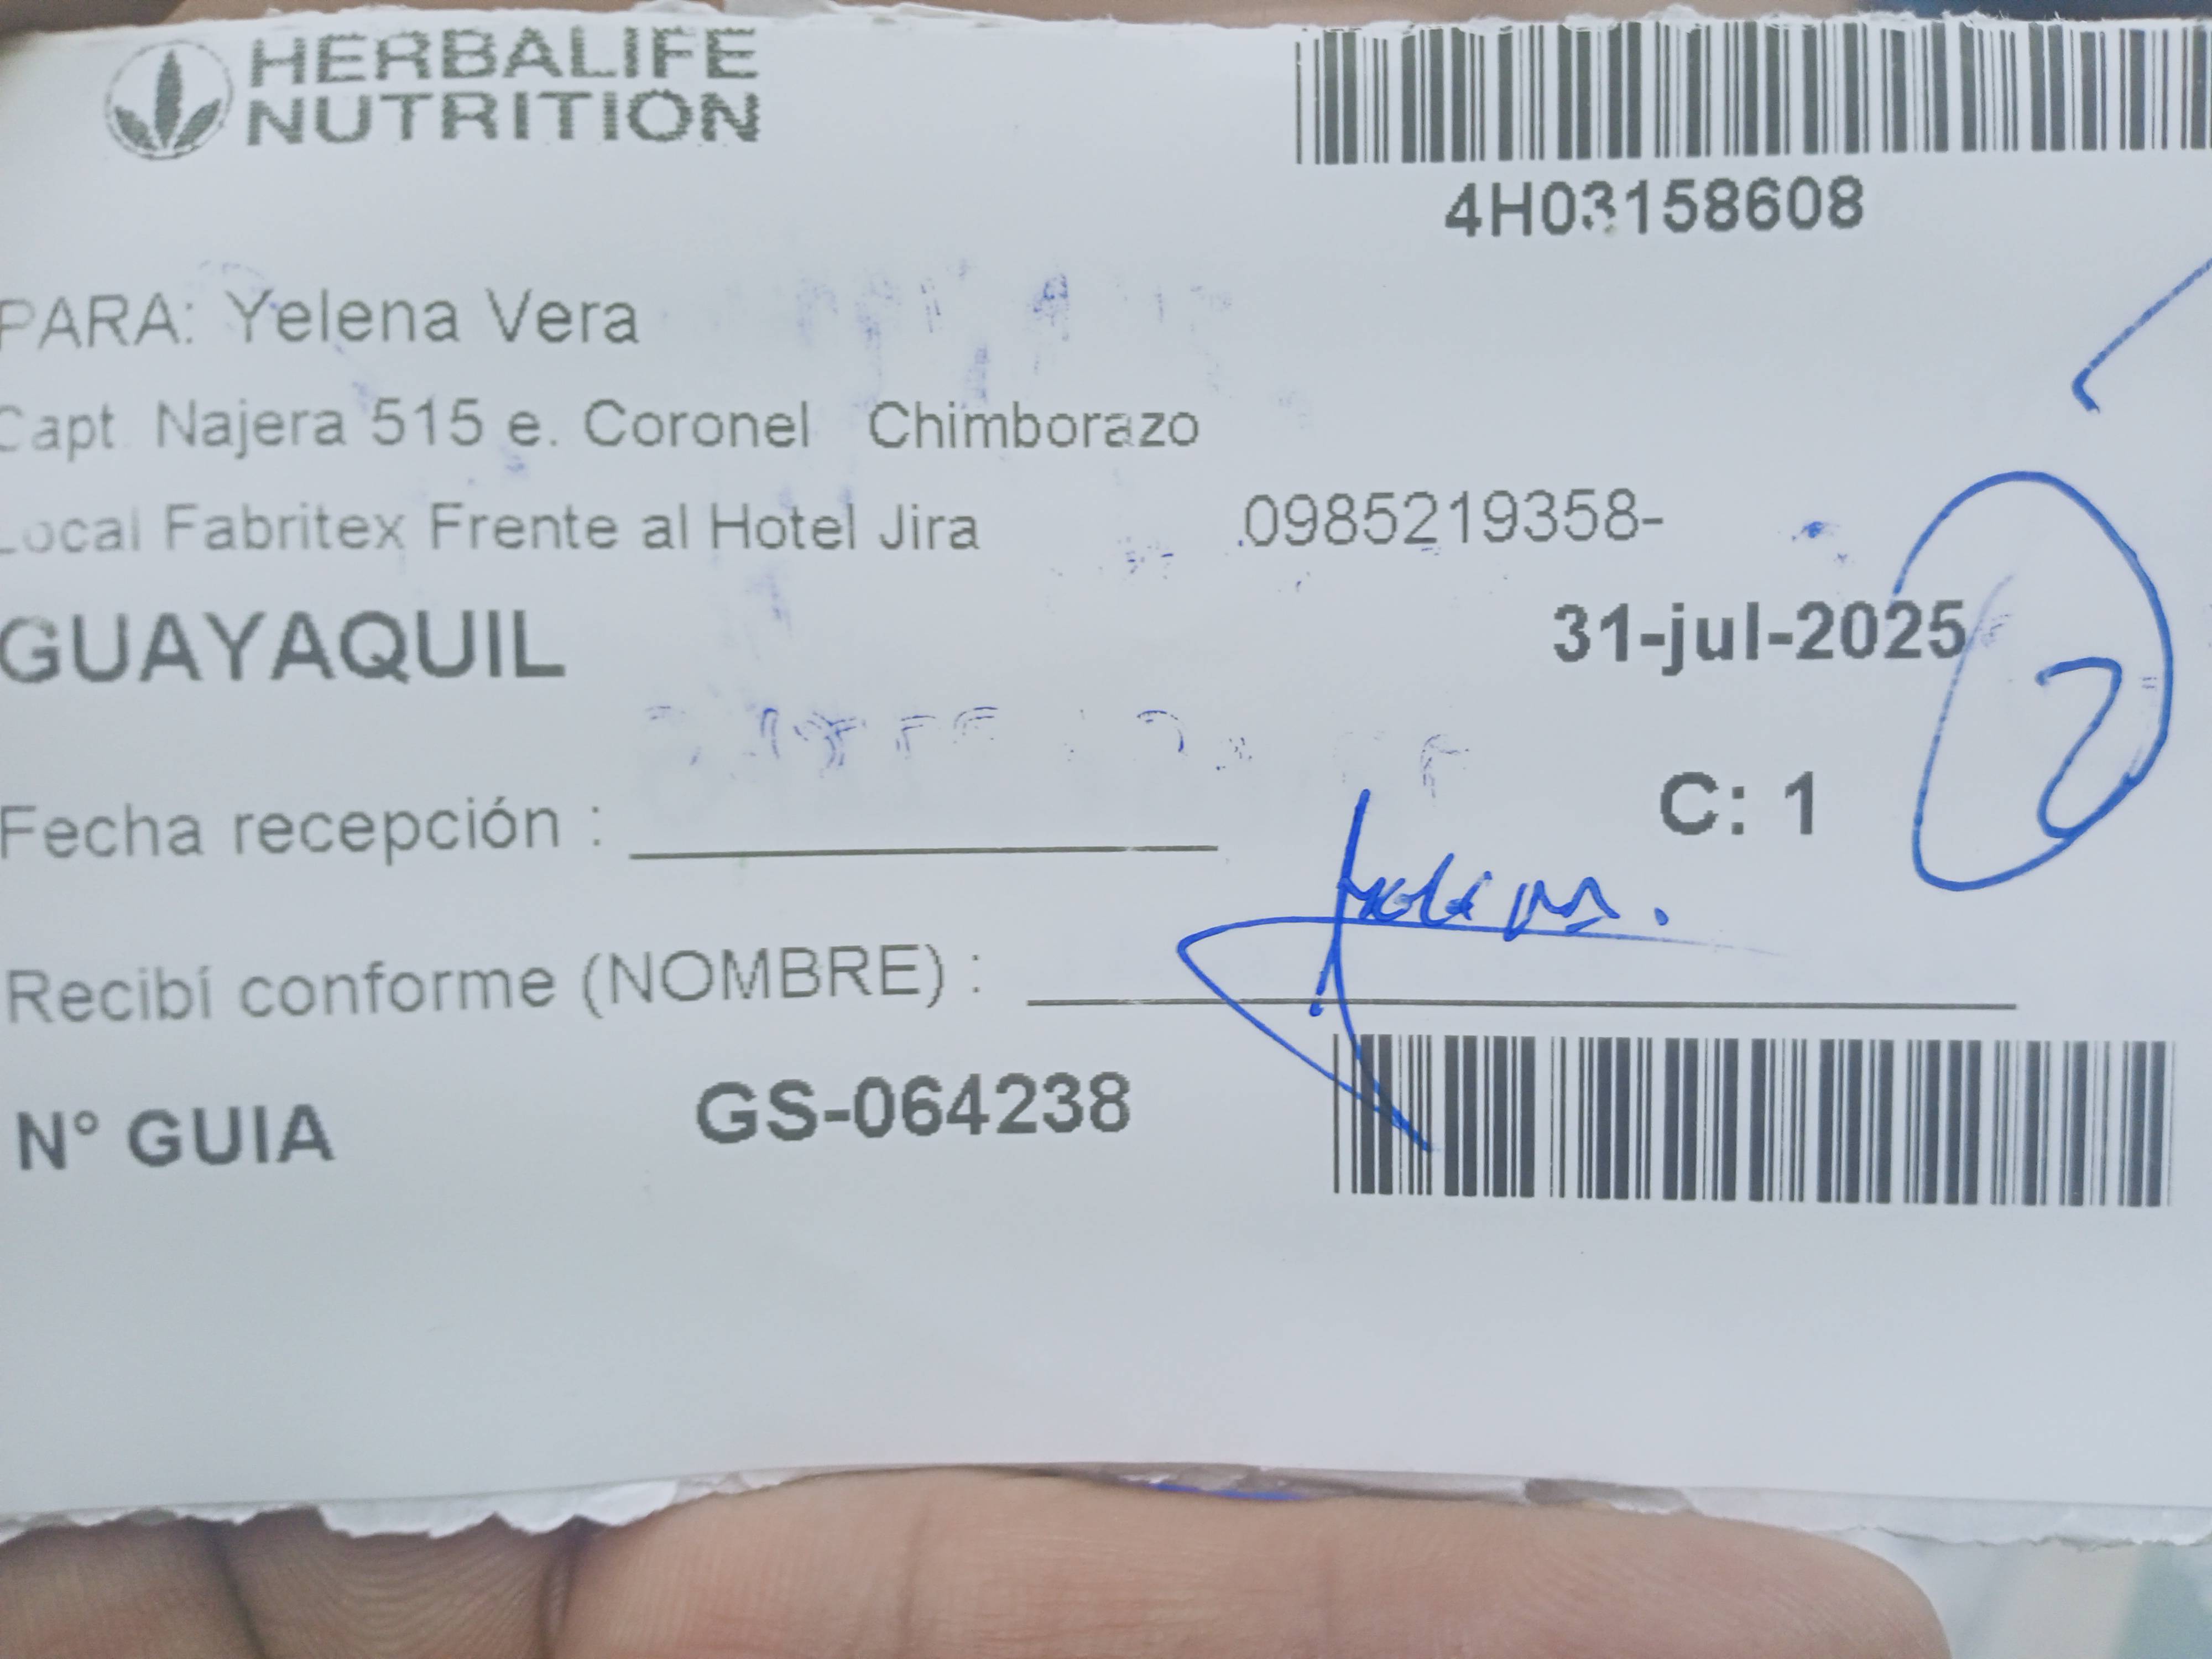 HERBALIFE
NUTRITION
4H03158608
PARA: Yelena Vera
Capt Najera 515 e. Coronel Chimborazo
Local Fabritex Frente al Hotel Jira .0985219358-
GUAYAQUIL 31-jul-2025
Fecha recepción : C: 1
Recibí conforme (NOMBRE) :
N° GUIA GS-064238